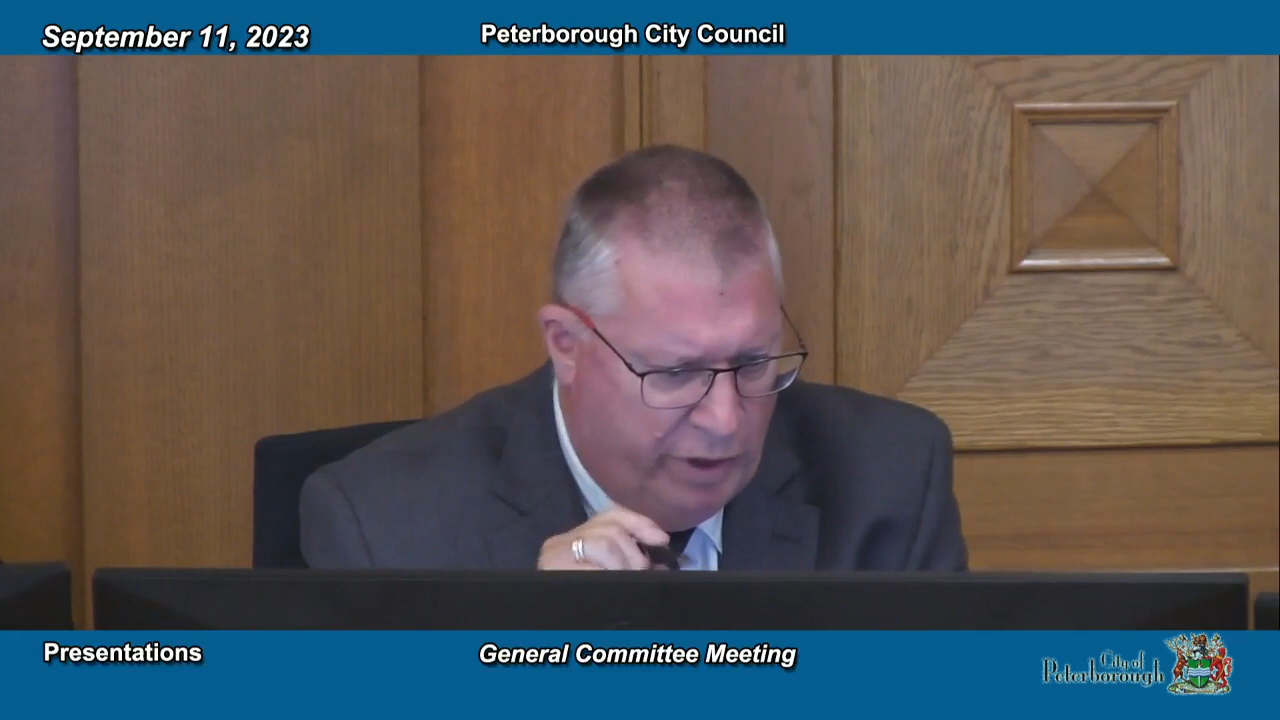 September 11, 2023
Peterborough City Council
Presentations
General Committee Meeting
City of
Peterborough